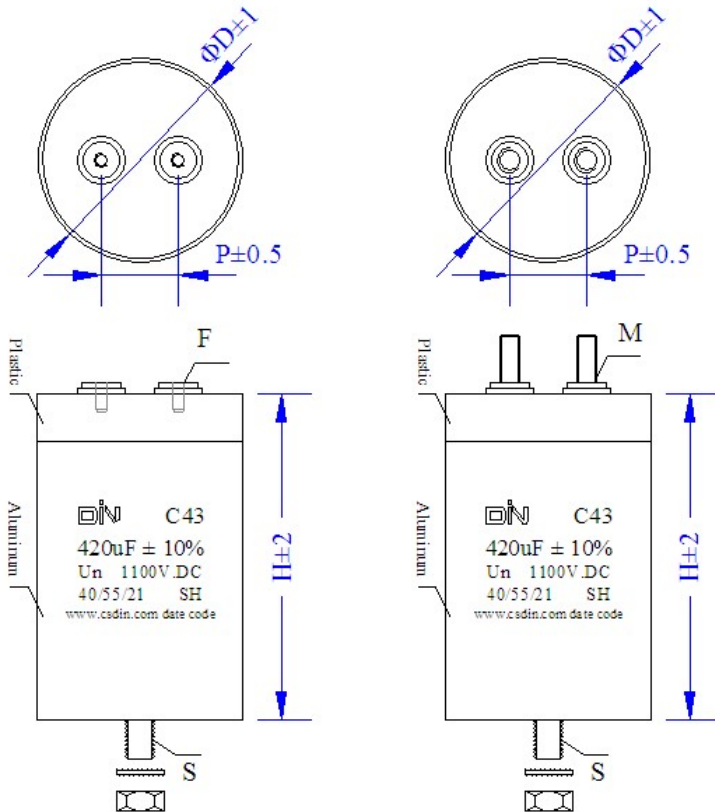 ΦD±1
ΦD±1
P±0.5
P±0.5
F
M
Plastic
Plastic
DIN C43
420uF ± 10%
Un 1100V.DC
40/55/21 SH
www.csdin.com date code
DIN C43
420uF ± 10%
Un 1100V.DC
40/55/21 SH
www.csdin.com date code
Aluminum
Aluminum
H±2
H±2
S
S